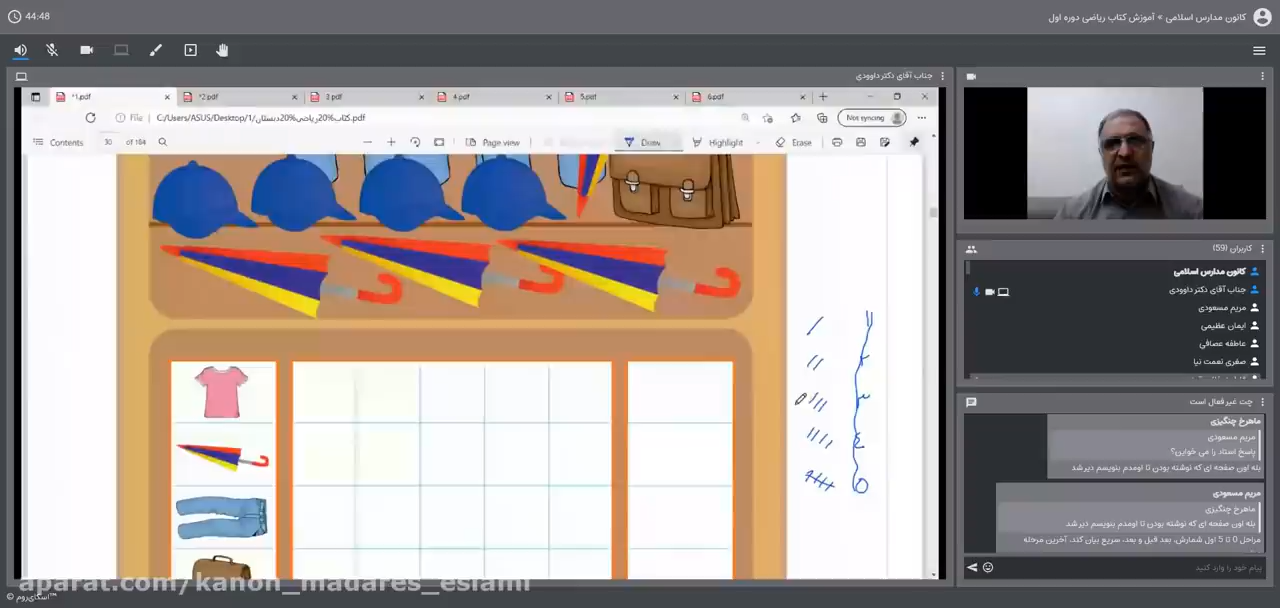 44:48
کانون مدارس اسلامی » آموزش کتاب ریاضی دوره اول
جناب آقای دکتر داوودی
*1.pdf
*2.pdf
3.pdf
4.pdf
5.pdf
6.pdf
File
C:/Users/ASUS/Desktop/1/کتاب%20ریاضی%20دبستان.pdf
Not syncing
Contents
30
of 184
Page view
Draw
Highlight
Erase
کاربران (59)
کانون مدارس اسلامی
جناب آقای دکتر داوودی
مریم مسعودی
ایمان عظیمی
عاطفه عصافی
صغری نعمت نیا
چت غیر فعال است
ماهرخ چنگیزی
مریم مسعودی
پاسخ استاد را می خواین؟
بله اون صفحه ای که نوشته بودن تا اومدم بنویسم دیر شد
مریم مسعودی
ماهرخ چنگیزی
بله اون صفحه ای که نوشته بودن تا اومدم بنویسم دیر شد
مراحل 0 تا 5 اول شمارش، بعد قبل و بعد، سریع بیان کند. آخرین مرحله
پیام خود را وارد کنید
aparat.com/kanon_madares_eslami
© اسکای‌روم™